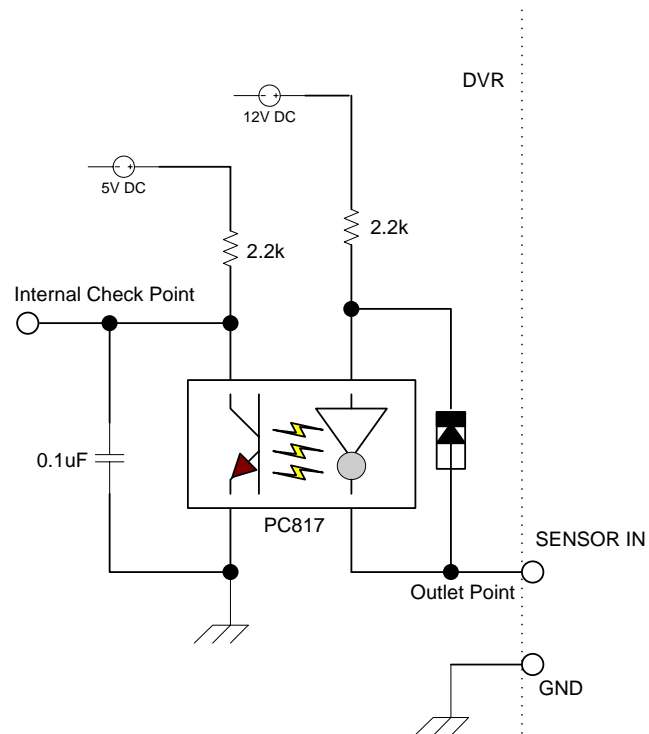 DVR
12V DC
5V DC
2.2k
2.2k
Internal Check Point
0.1uF
PC817
SENSOR IN
Outlet Point
GND